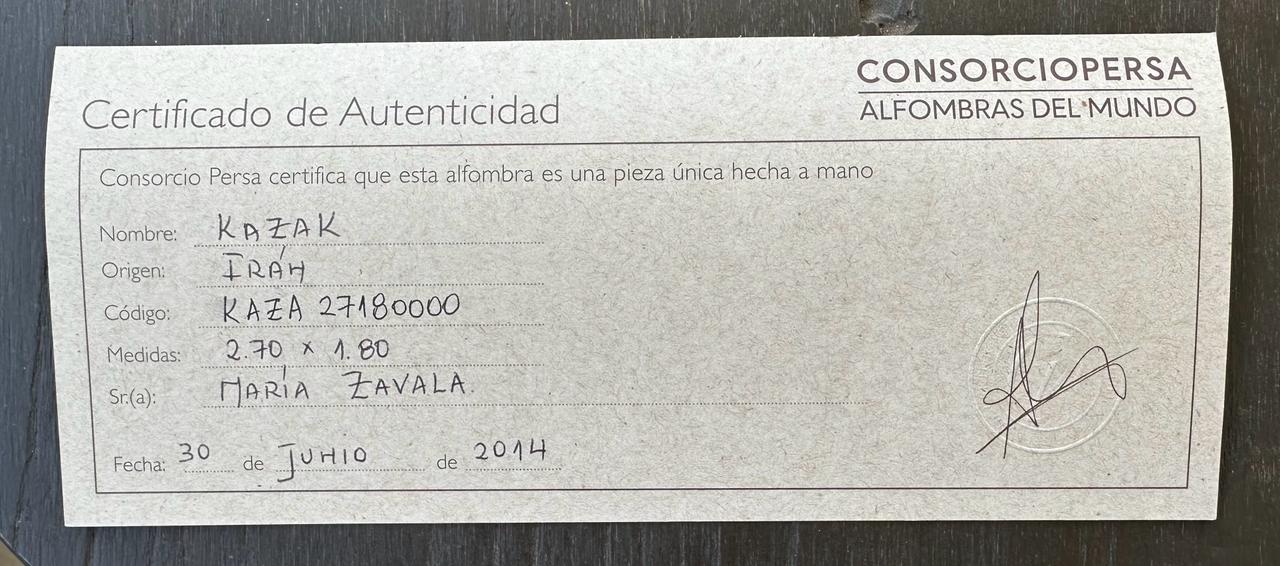 CONSORCIOPERSA
ALFOMBRAS DEL MUNDO
Certificado de Autenticidad
Consorcio Persa certifica que esta alfombra es una pieza única hecha a mano
Nombre: KAZAK
Origen: IRÁN
Código: KAZA 27180000
Medidas: 2.70 x 1.80
Sr.(a): MARÍA ZAVALA.
Fecha: 30 de JUNIO de 2014